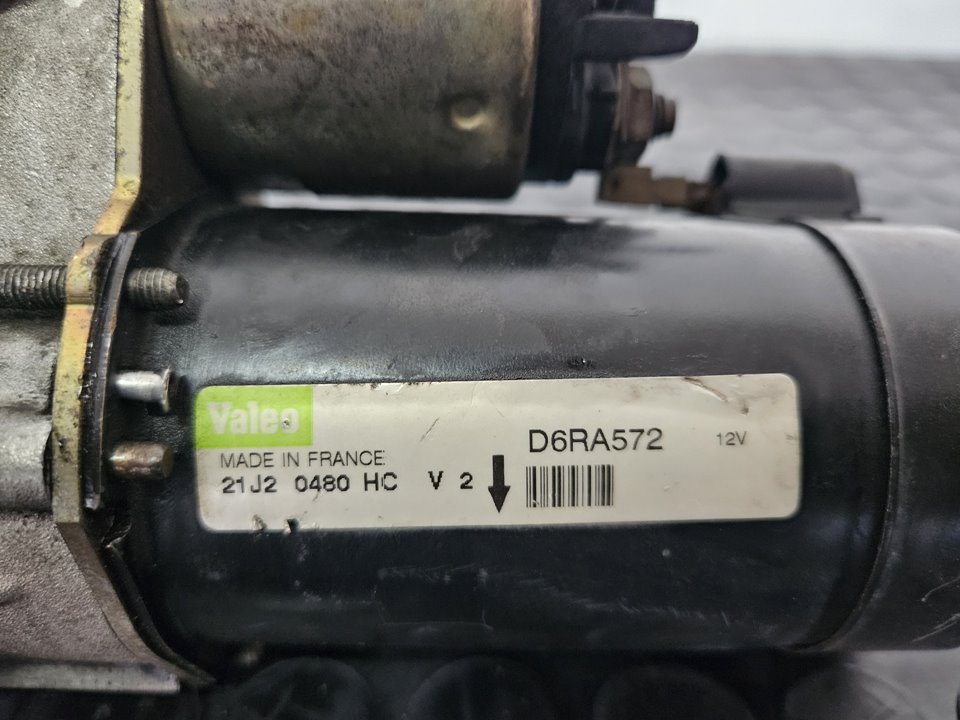 Valeo
D6RA572 12V
MADE IN FRANCE
21J2 0480 HC V 2